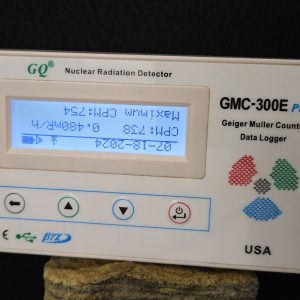 GQ®
Nuclear Radiation Detector
GMC-300E
Geiger Muller Count
Data Logger
07-18-2024
CPM:738 0.480mR/h
Maximum CPM:754
USA